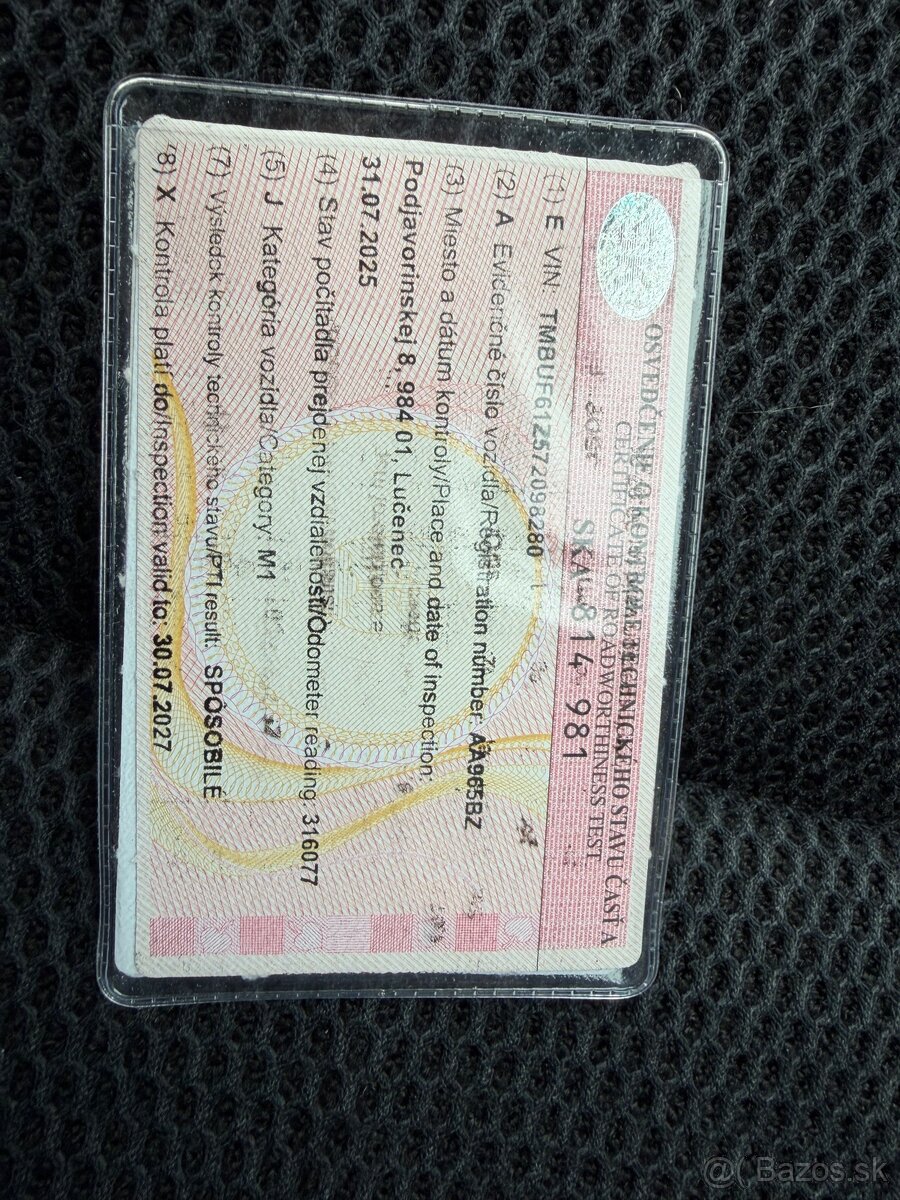 OSVEDČENIE O KONTROLE TECHNICKÉHO STAVU ČASŤ A
CERTIFICATE OF ROADWORTHINESS TEST
SKA 814 981
(1) E VIN: TMBUF61Z572098280
(2) A Evidenčné číslo vozidla/Registration number: AA965BZ
(3) Miesto a dátum kontroly/Place and date of inspection:
Podjavorinskej 8, 984 01, Lučenec
31.07.2025
(4) Stav počítadla prejdenej vzdialenosti/Odometer reading: 316077
(5) J Kategória vozidla/Category: M1
(7) Výsledok kontroly technického stavu/PTI result: SPÔSOBILÉ
(8) X Kontrola platí do/Inspection valid to: 30.07.2027
@( Bazos.sk